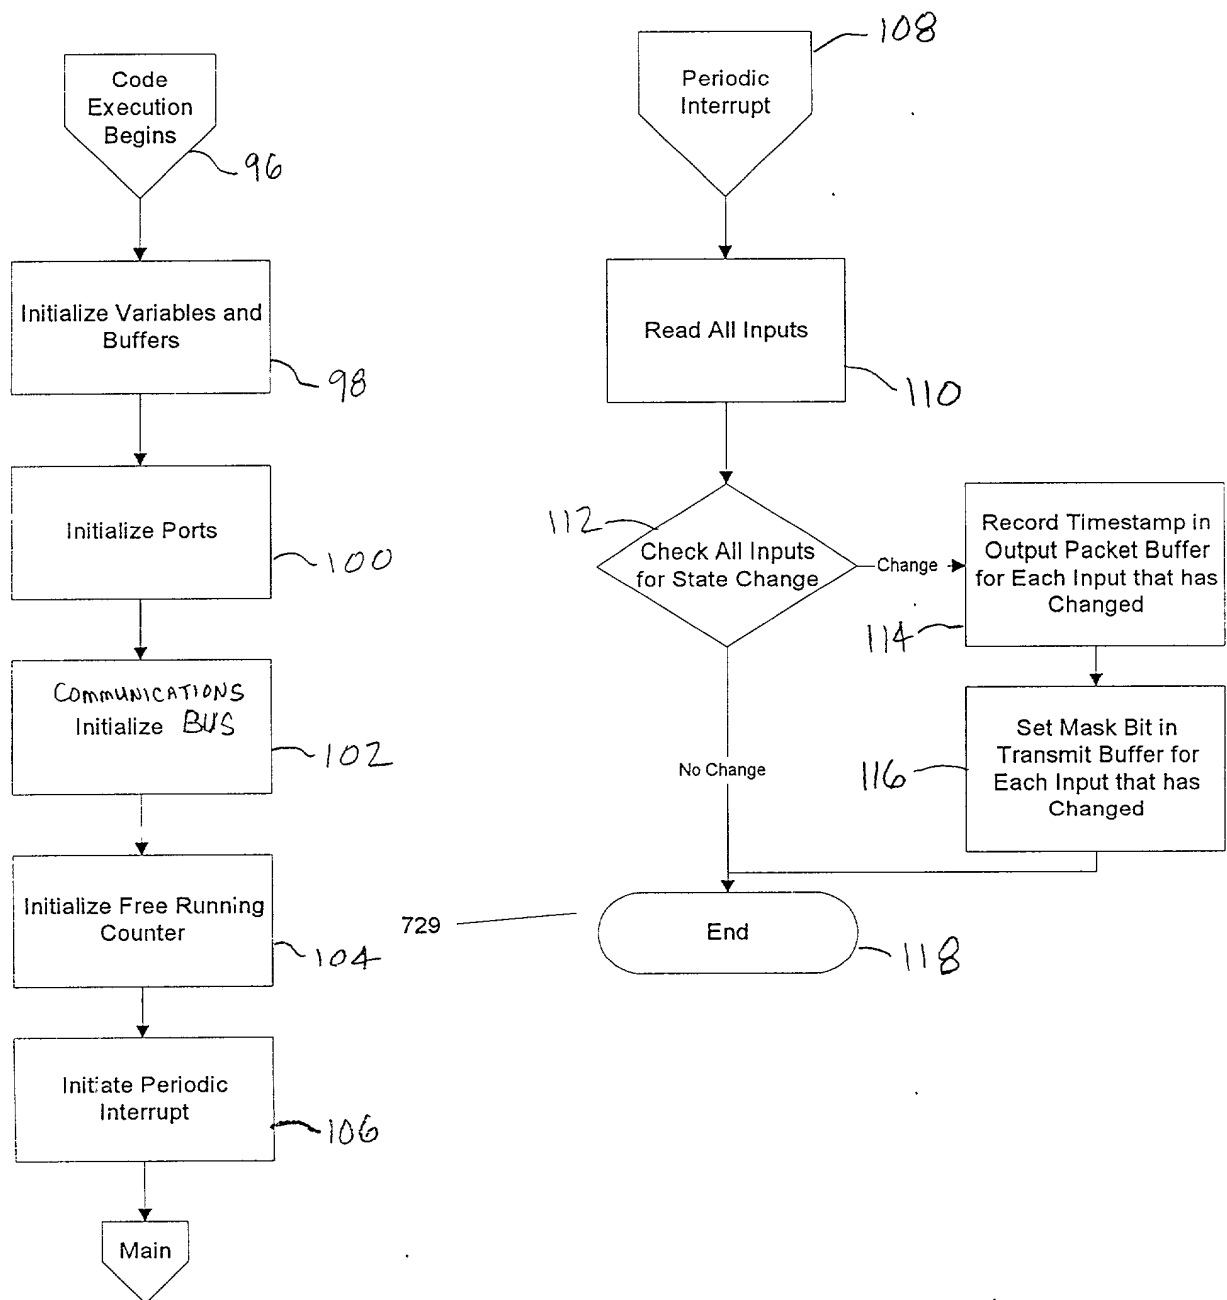 Code
Execution
Begins
96
Initialize Variables and
Buffers
98
Initialize Ports
100
COMMUNICATIONS
Initialize BUS
102
Initialize Free Running
Counter
104
Initiate Periodic
Interrupt
106
Main
108
Periodic
Interrupt
Read All Inputs
110
112
Check All Inputs
for State Change
Change
No Change
Record Timestamp in
Output Packet Buffer
for Each Input that has
Changed
114
Set Mask Bit in
Transmit Buffer for
Each Input that has
Changed
116
729
End
118